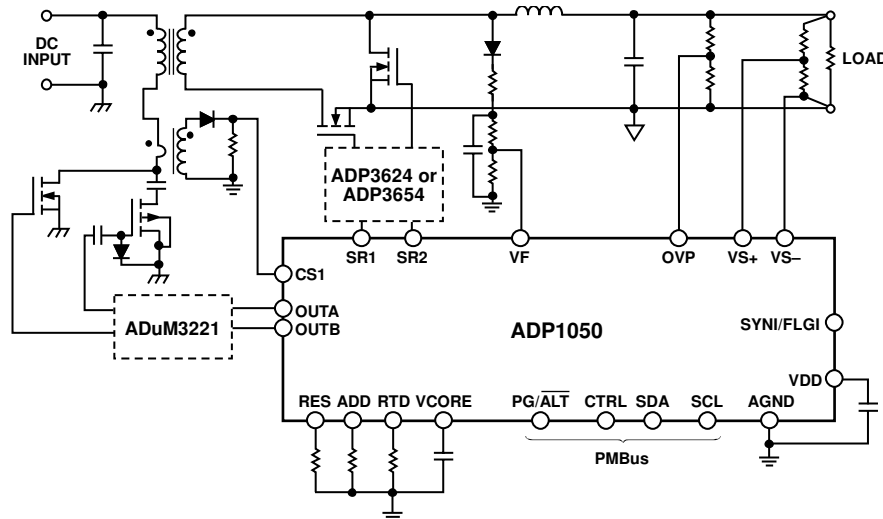 DC
INPUT
LOAD
ADP3624 or
ADP3654
SR1
SR2
VF
OVP
VS+
VS–
CS1
OUTA
OUTB
ADuM3221
ADP1050
SYNI/FLGI
VDD
RES
ADD
RTD
VCORE
PG/ALT
CTRL
SDA
SCL
AGND
PMBus